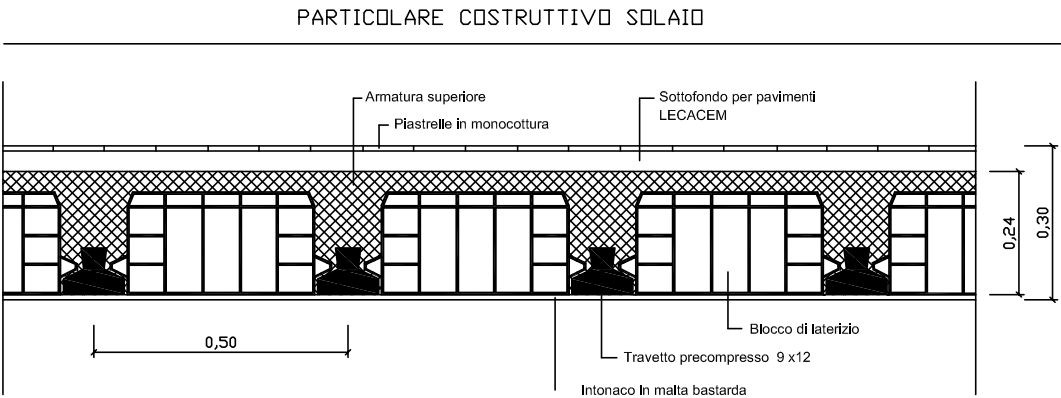 PARTICOLARE COSTRUTTIVO SOLAIO
Armatura superiore
Piastrelle in monocottura
Sottofondo per pavimenti
LECACEM
0,24
0,30
0,50
Blocco di laterizio
Travetto precompresso 9 x12
Intonaco in malta bastarda